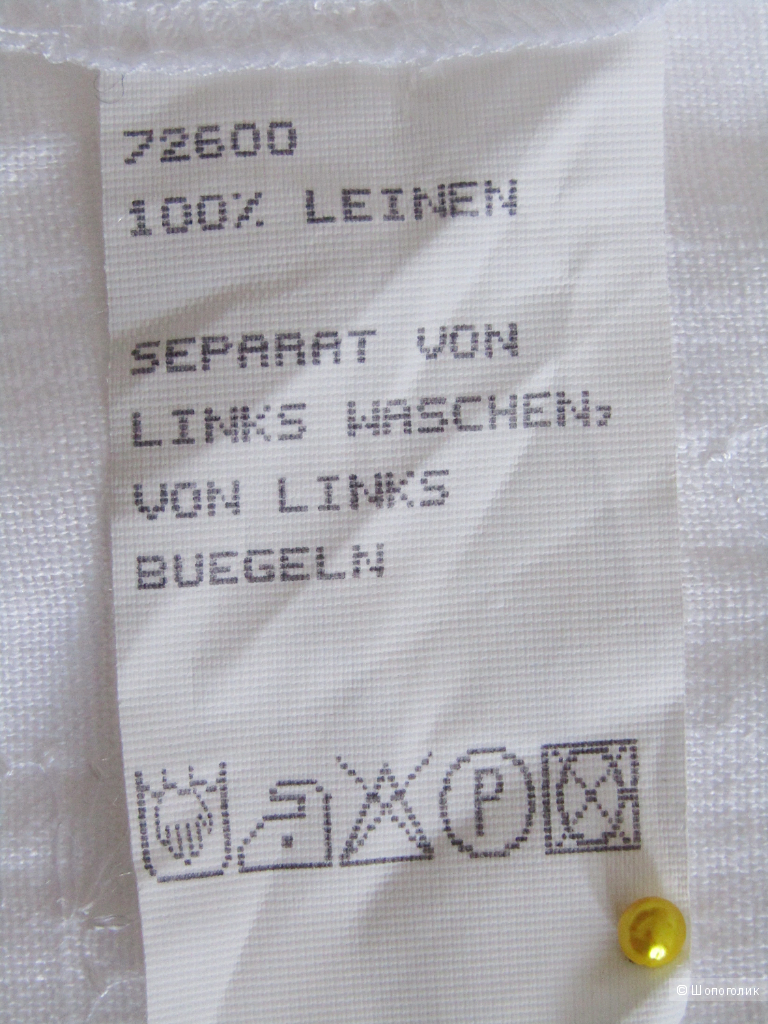 72600
100% LEINEN
SEPARAT VON
LINKS WASCHEN,
VON LINKS
BUEGELN
P
© Шопоголик